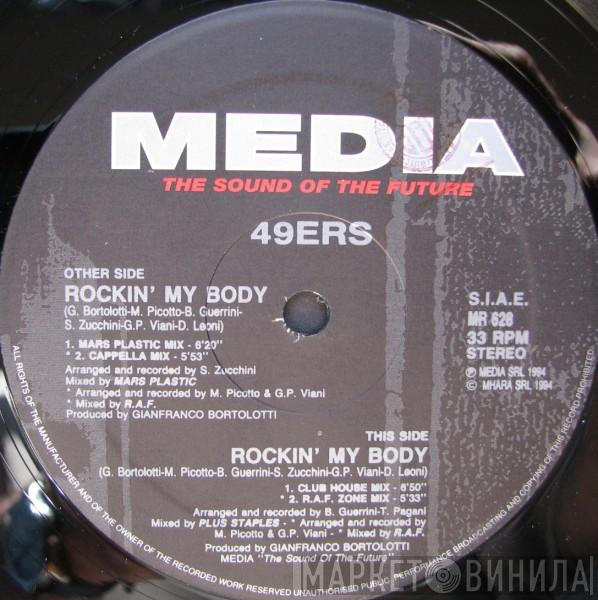 MEDIA
THE SOUND OF THE FUTURE
49ERS
OTHER SIDE
ROCKIN' MY BODY
(G. Bortolotti-M. Picotto-B. Guerrini-
S. Zucchini-G.P. Viani-D. Leoni)
1. MARS PLASTIC MIX - 6'20"
* 2. CAPPELLA MIX - 5'53"
Arranged and recorded by S. Zucchini
Mixed by MARS PLASTIC
* Arranged and recorded by M. Picotto & G.P. Viani
* Mixed by R.A.F.
Produced by GIANFRANCO BORTOLOTTI
S.I.A.E.
MR 628
33 RPM
STEREO
Ⓟ MEDIA SRL 1994
© MHARA SRL 1994
THIS SIDE
ROCKIN' MY BODY
(G. Bortolotti-M. Picotto-B. Guerrini-S. Zucchini-G.P. Viani-D. Leoni)
1. CLUB HOUSE MIX - 6'50"
* 2. R.A.F. ZONE MIX - 5'33"
Arranged and recorded by B. Guerrini-T. Pagani
Mixed by PLUS STAPLES - * Arranged and recorded by
M. Picotto & G.P. Viani - * Mixed by R.A.F.
Produced by GIANFRANCO BORTOLOTTI
MEDIA "The Sound Of The Future"
ALL RIGHTS OF THE MANUFACTURER AND OF THE OWNER OF THE RECORDED WORK RESERVED UNAUTHORISED PUBLIC PERFORMANCE BROADCASTING AND COPYING OF THIS RECORD PROHIBITED
МАРКЕТ ВИНИЛА